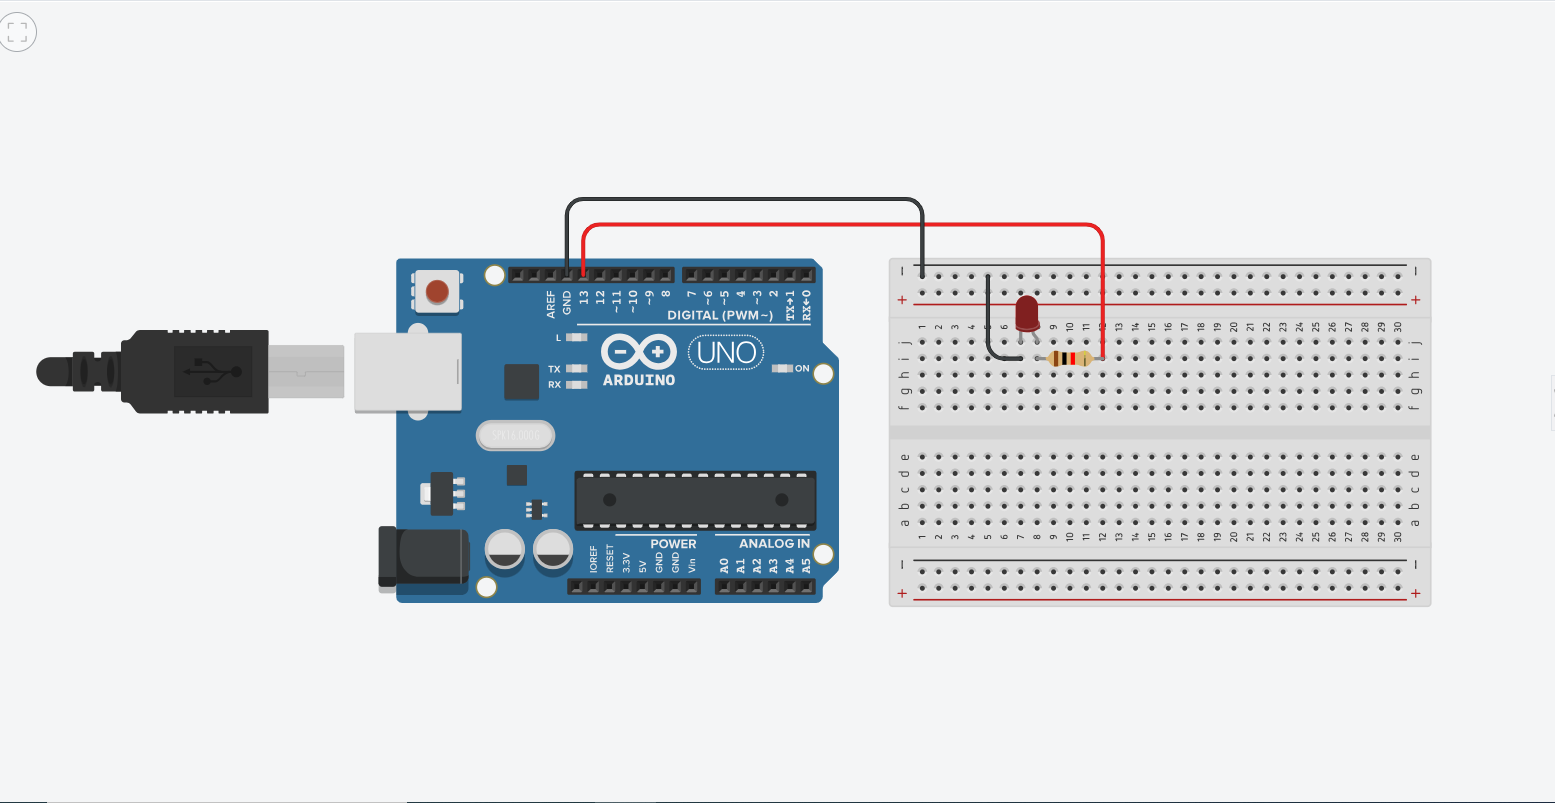 AREF
GND
13
12
~11
~10
~9
8
7
~6
~5
4
~3
2
TX→1
RX←0
DIGITAL (PWM~)
L
TX
RX
ARDUINO
UNO
ON
SPK16.000G
IOREF
RESET
3.3V
5V
GND
GND
Vin
POWER
ANALOG IN
A0
A1
A2
A3
A4
A5
− −
+ +
1 2 3 4 5 6 9 10 11 12 13 14 15 16 17 18 19 20 21 22 23 24 25 26 27 28 29 30
j j
i i
h h
g g
f f
e e
d d
c c
b b
a a
1 2 3 4 5 6 7 8 9 10 11 12 13 14 15 16 17 18 19 20 21 22 23 24 25 26 27 28 29 30
− −
+ +